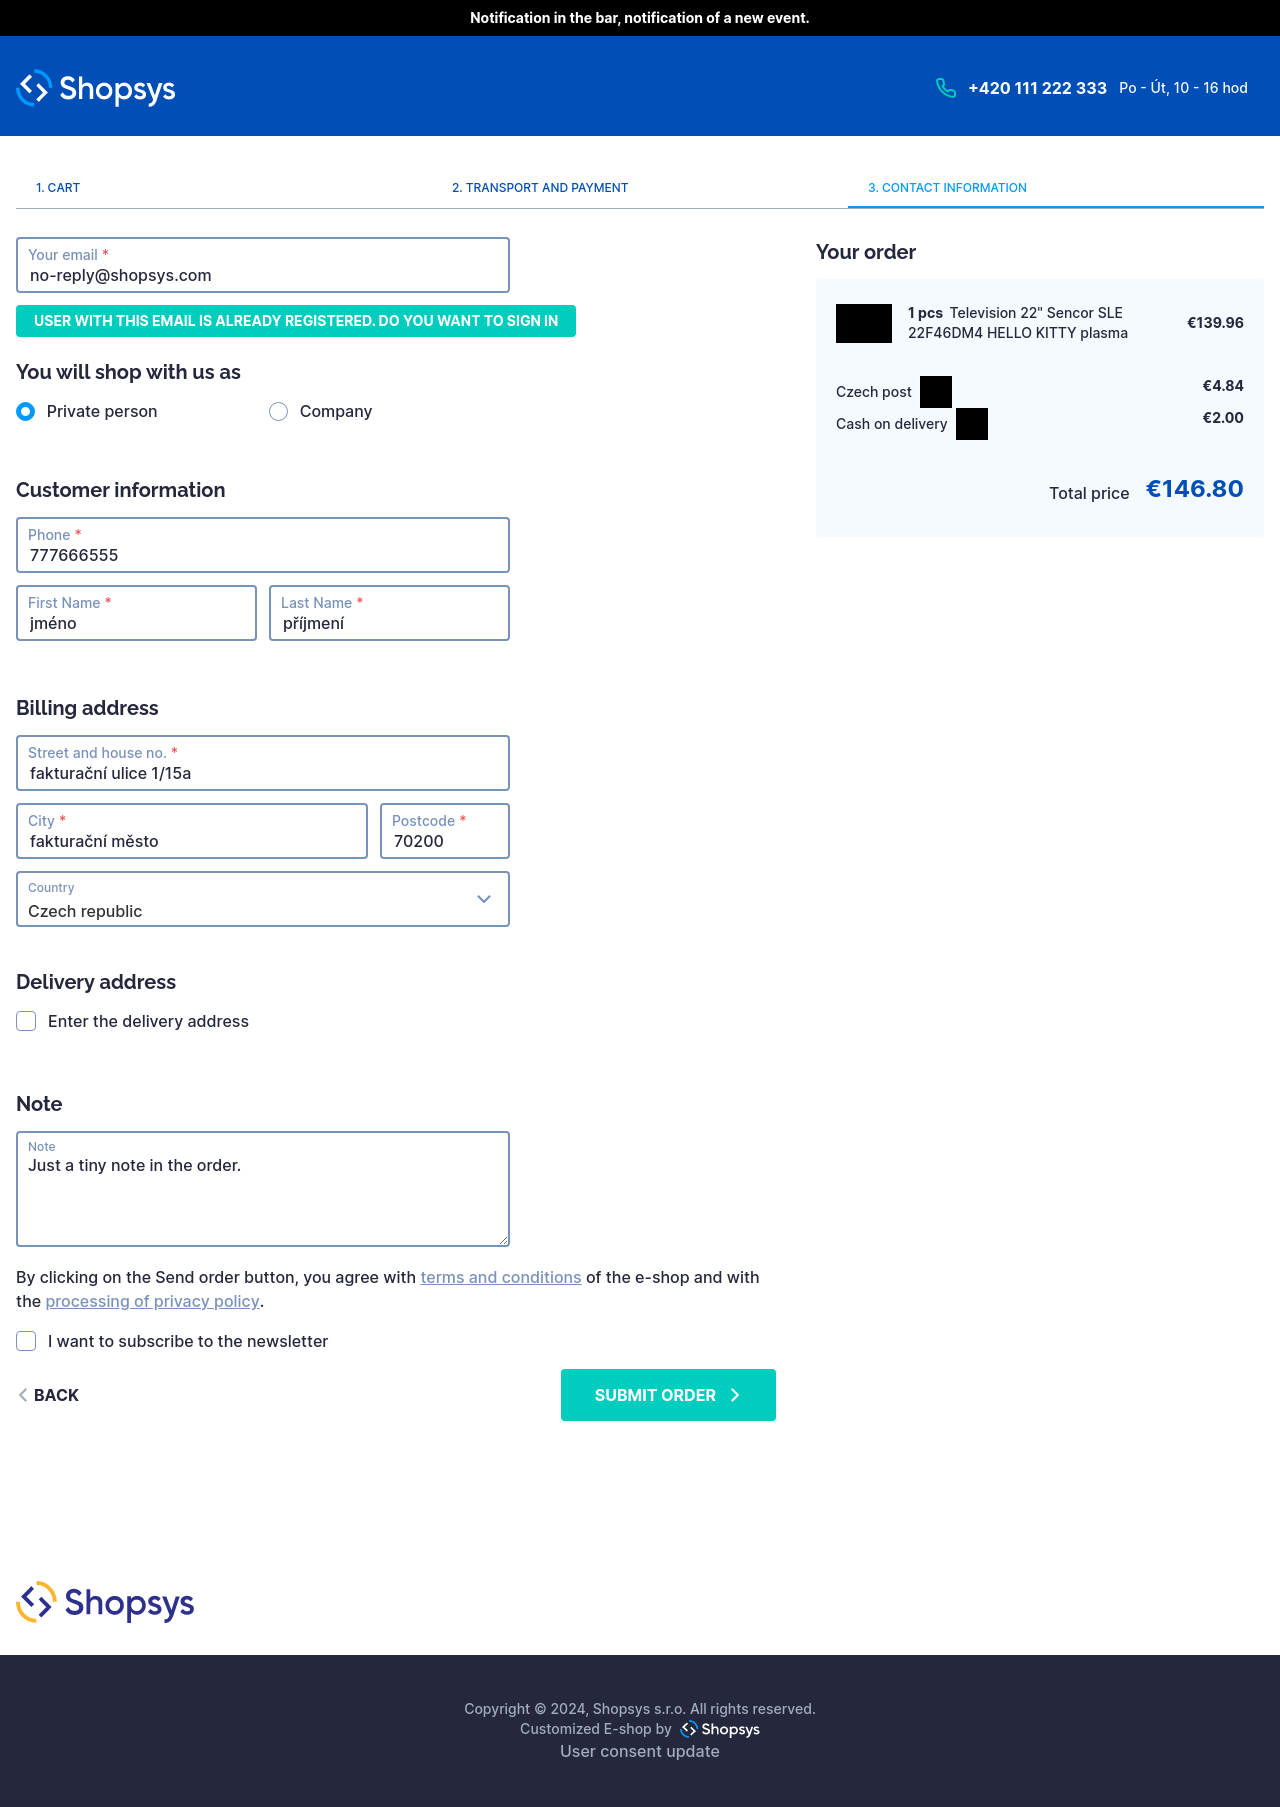 Notification in the bar, notification of a new event.
Shopsys
+420 111 222 333 Po - Út, 10 - 16 hod
1. CART
2. TRANSPORT AND PAYMENT
3. CONTACT INFORMATION
Your email *
no-reply@shopsys.com
USER WITH THIS EMAIL IS ALREADY REGISTERED. DO YOU WANT TO SIGN IN
You will shop with us as
Private person
Company
Customer information
Phone *
777666555
First Name *
jméno
Last Name *
příjmení
Billing address
Street and house no. *
fakturační ulice 1/15a
City *
fakturační město
Postcode *
70200
Country
Czech republic
Delivery address
Enter the delivery address
Note
Note
Just a tiny note in the order.
By clicking on the Send order button, you agree with terms and conditions of the e-shop and with
the processing of privacy policy.
I want to subscribe to the newsletter
BACK
SUBMIT ORDER
Your order
1 pcs Television 22" Sencor SLE
22F46DM4 HELLO KITTY plasma
€139.96
Czech post
€4.84
Cash on delivery
€2.00
Total price €146.80
Shopsys
Copyright © 2024, Shopsys s.r.o. All rights reserved.
Customized E-shop by Shopsys
User consent update